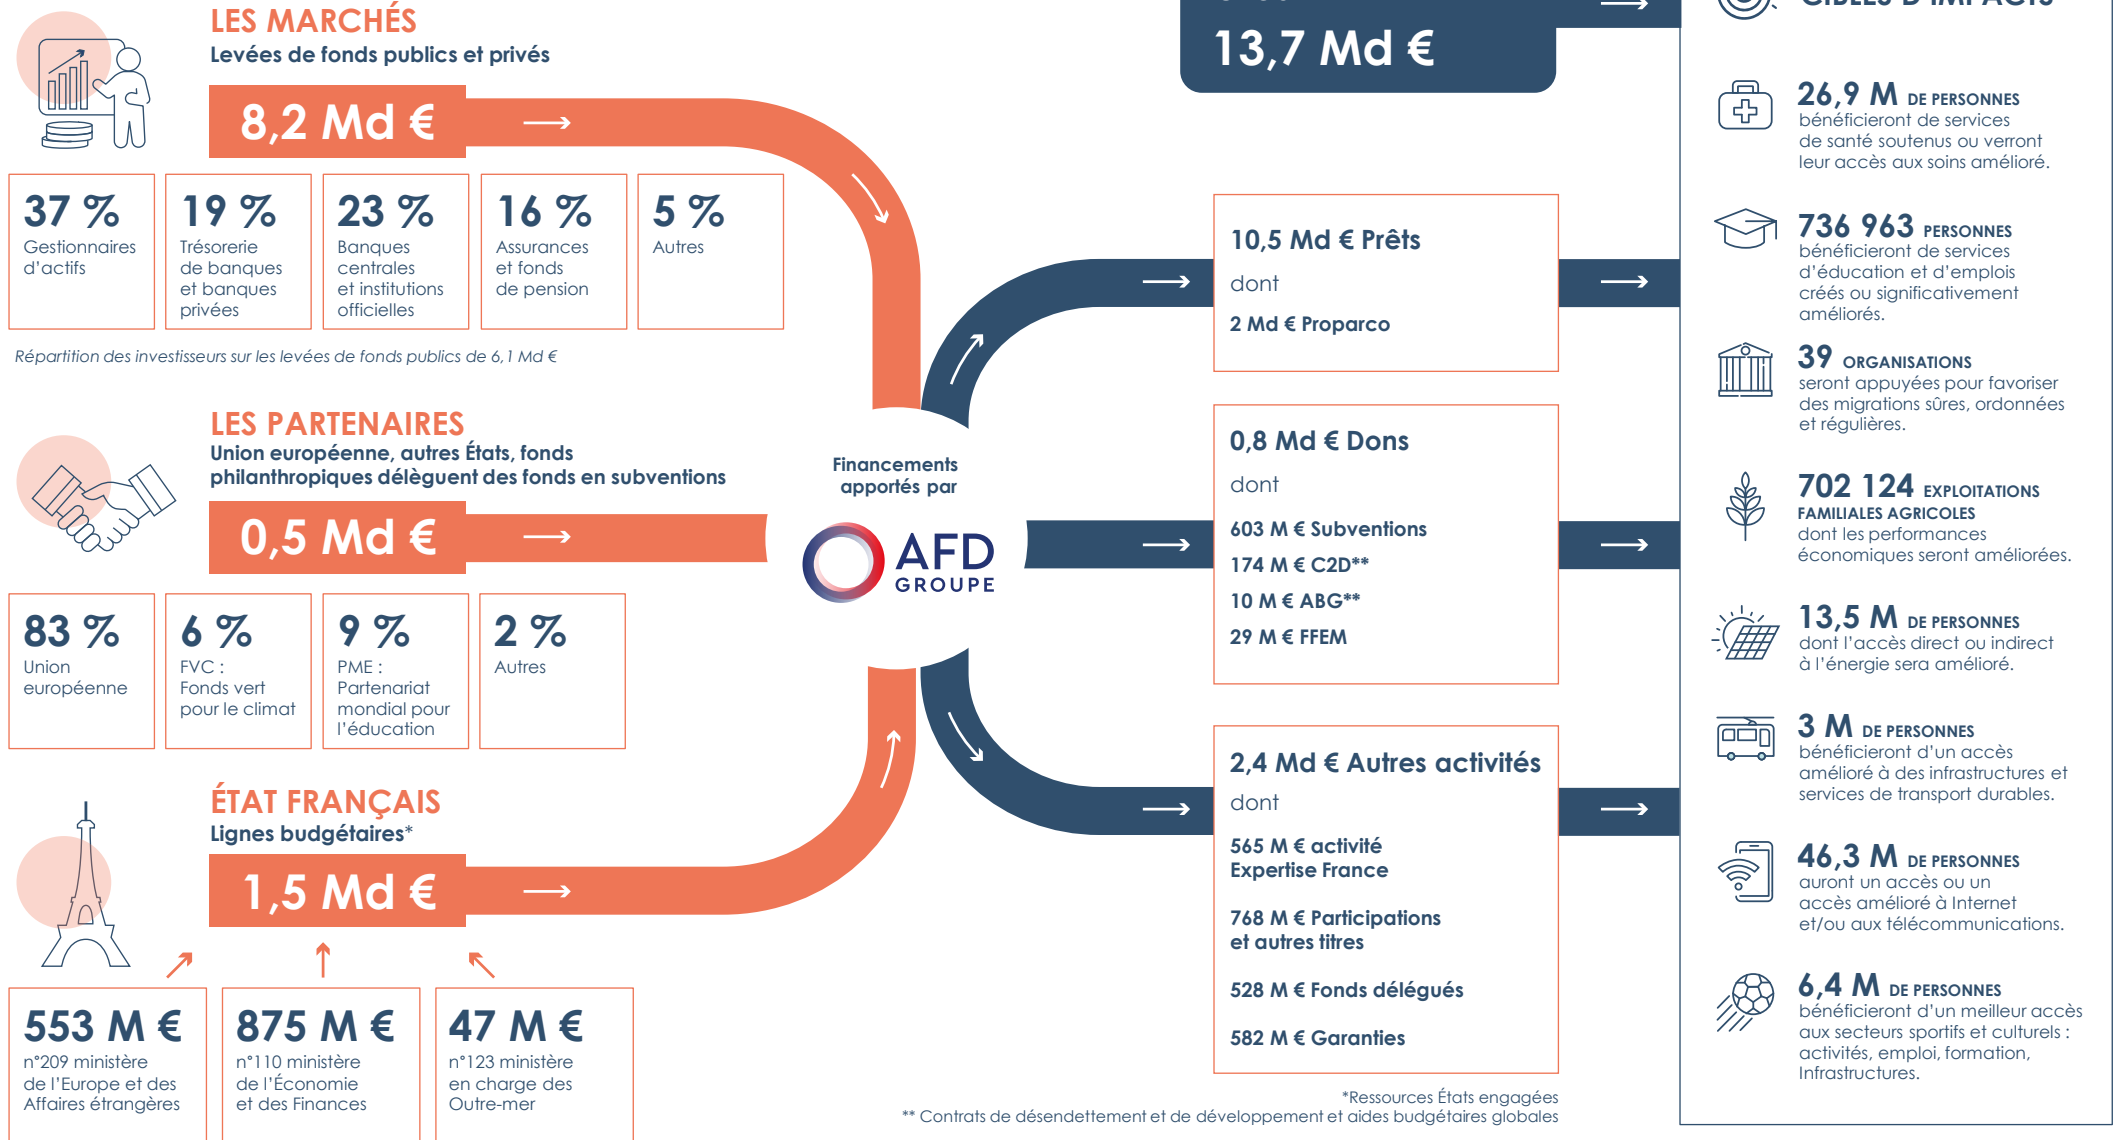 LES MARCHÉS
Levées de fonds publics et privés
8,2 Md €
37 %
Gestionnaires
d'actifs
19 %
Trésorerie
de banques
et banques
privées
23 %
Banques
centrales
et institutions
officielles
16 %
Assurances
et fonds
de pension
5 %
Autres
Répartition des investisseurs sur les levées de fonds publics de 6,1 Md €
LES PARTENAIRES
Union européenne, autres États, fonds
philanthropiques délèguent des fonds en subventions
0,5 Md €
83 %
Union
européenne
6 %
FVC :
Fonds vert
pour le climat
9 %
PME :
Partenariat
mondial pour
l'éducation
2 %
Autres
ÉTAT FRANÇAIS
Lignes budgétaires*
1,5 Md €
553 M €
n°209 ministère
de l'Europe et des
Affaires étrangères
875 M €
n°110 ministère
de l'Économie
et des Finances
47 M €
n°123 ministère
en charge des
Outre-mer
Financements
apportés par
AFD
GROUPE
13,7 Md €
10,5 Md € Prêts
dont
2 Md € Proparco
0,8 Md € Dons
dont
603 M € Subventions
174 M € C2D**
10 M € ABG**
29 M € FFEM
2,4 Md € Autres activités
dont
565 M € activité
Expertise France
768 M € Participations
et autres titres
528 M € Fonds délégués
582 M € Garanties
*Ressources États engagées
** Contrats de désendettement et de développement et aides budgétaires globales
CIBLES D'IMPACTS
26,9 M DE PERSONNES
bénéficieront de services
de santé soutenus ou verront
leur accès aux soins amélioré.
736 963 PERSONNES
bénéficieront de services
d'éducation et d'emplois
créés ou significativement
améliorés.
39 ORGANISATIONS
seront appuyées pour favoriser
des migrations sûres, ordonnées
et régulières.
702 124 EXPLOITATIONS
FAMILIALES AGRICOLES
dont les performances
économiques seront améliorées.
13,5 M DE PERSONNES
dont l'accès direct ou indirect
à l'énergie sera amélioré.
3 M DE PERSONNES
bénéficieront d'un accès
amélioré à des infrastructures et
services de transport durables.
46,3 M DE PERSONNES
auront un accès ou un
accès amélioré à Internet
et/ou aux télécommunications.
6,4 M DE PERSONNES
bénéficieront d'un meilleur accès
aux secteurs sportifs et culturels :
activités, emploi, formation,
Infrastructures.